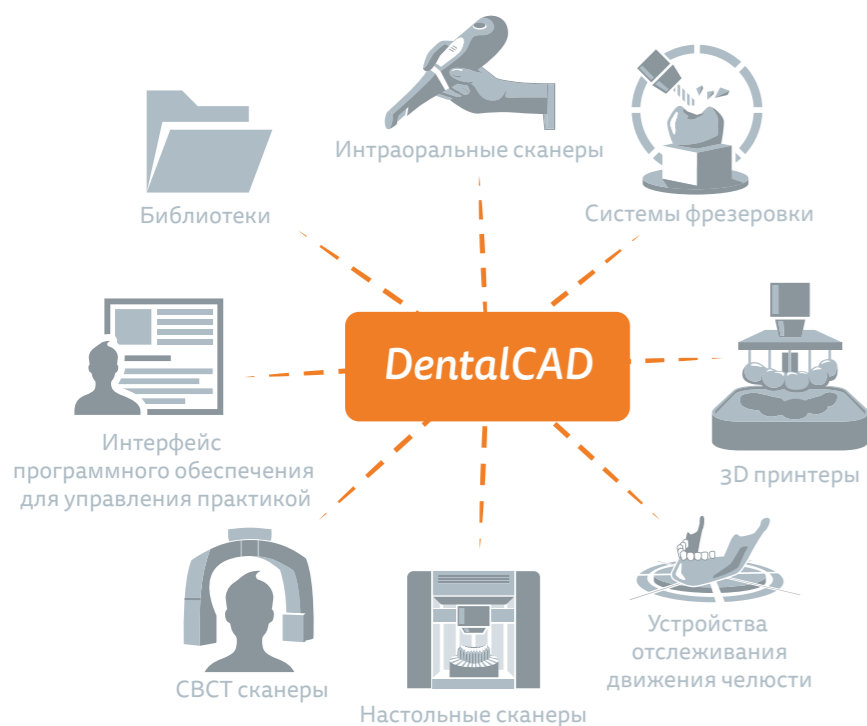 Интраоральные сканеры
Библиотеки
Системы фрезеровки
DentalCAD
Интерфейс
программного обеспечения
для управления практикой
3D принтеры
CBCT сканеры
Настольные сканеры
Устройства
отслеживания
движения челюсти